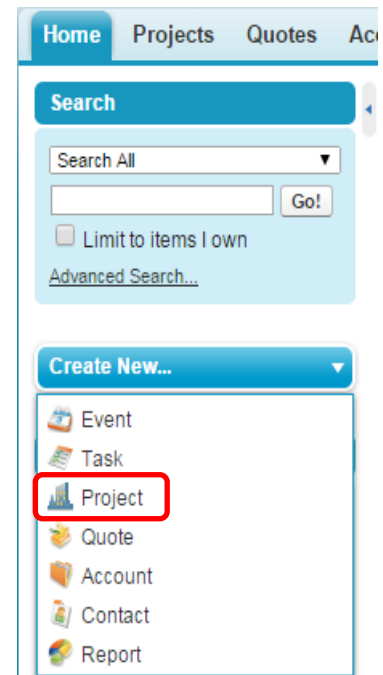 Home Projects Quotes
Search
Search All
Go!
Limit to items I own
Advanced Search...
Create New...
Event
Task
Project
Quote
Account
Contact
Report